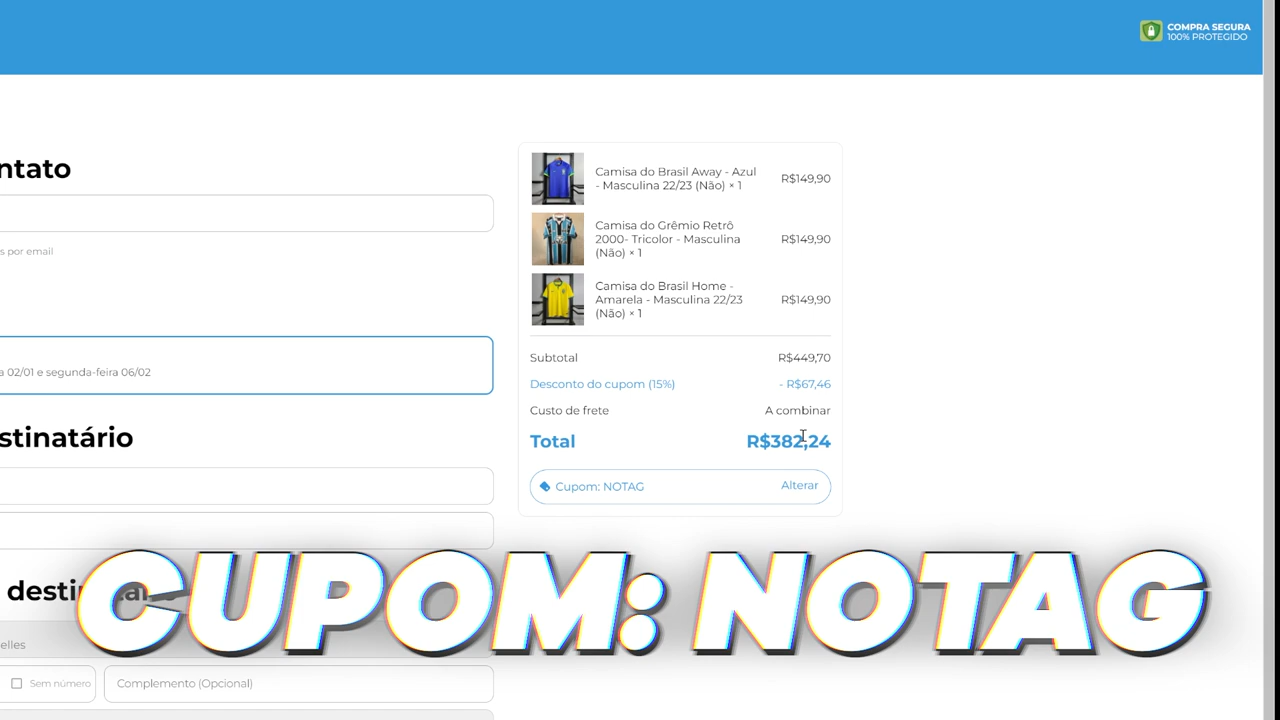 COMPRA SEGURA
100% PROTEGIDO
ntato
s por email
a 02/01 e segunda-feira 06/02
stinatário
destinatário
elles
Sem número
Complemento (Opcional)
Camisa do Brasil Away - Azul
- Masculina 22/23 (Não) × 1
R$149,90
Camisa do Grêmio Retrô
2000- Tricolor - Masculina
(Não) × 1
R$149,90
Camisa do Brasil Home -
Amarela - Masculina 22/23
(Não) × 1
R$149,90
Subtotal R$449,70
Desconto do cupom (15%) - R$67,46
Custo de frete A combinar
Total R$382,24
Cupom: NOTAG Alterar
CUPOM: NOTAG